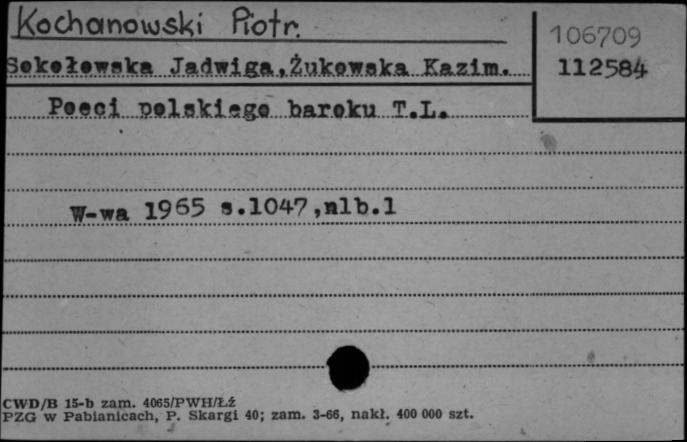 Kochanowski Piotr.
106709
Sokołowska Jadwiga,Żukowska Kazim.
112584
Poeci polskiego baroku T.I.
W-wa 1965 s.1047,nlb.1
CWD/B 15-b zam. 4065/PWH/ŁŹ
PZG w Pabianicach, P. Skargi 40; zam. 3-66, nakł. 400 000 szt.